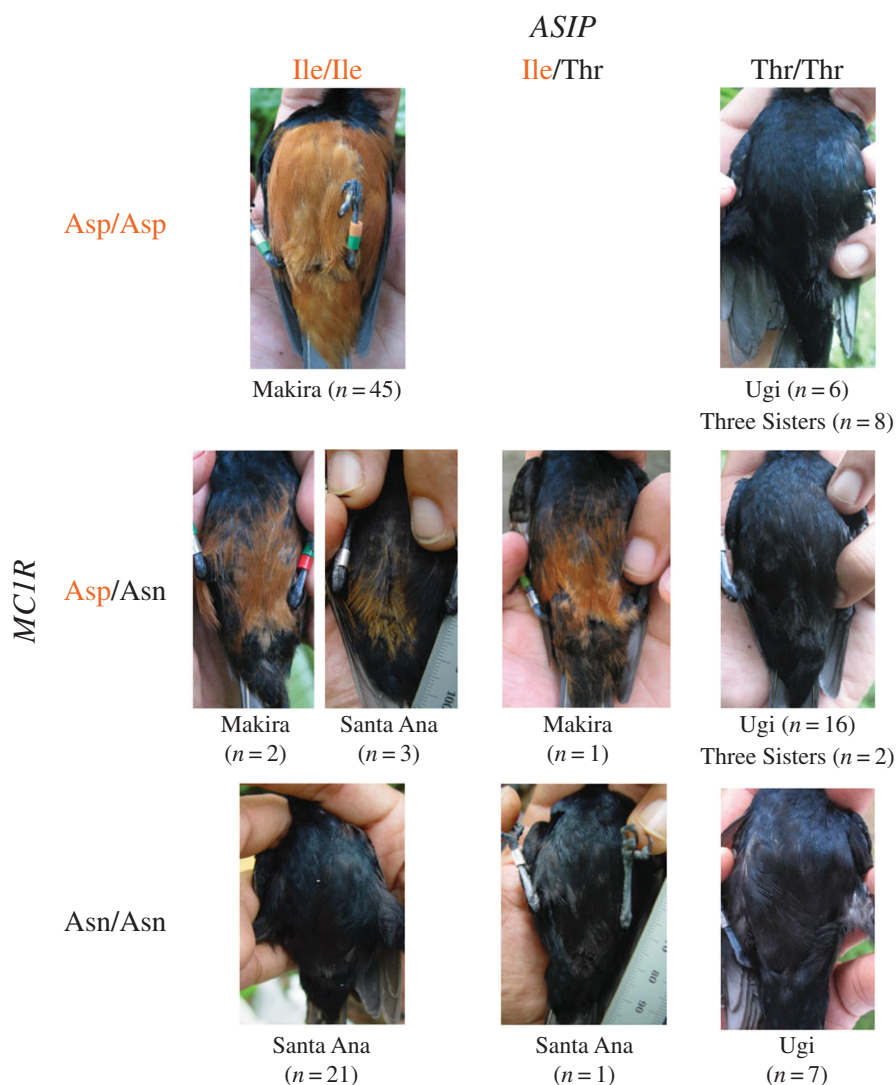 ASIP
Ile/Ile
Ile/Thr
Thr/Thr
MC1R
Asp/Asp
Makira (n = 45)
Ugi (n = 6)
Three Sisters (n = 8)
Asp/Asn
Makira
(n = 2)
Santa Ana
(n = 3)
Makira
(n = 1)
Ugi (n = 16)
Three Sisters (n = 2)
Asn/Asn
Santa Ana
(n = 21)
Santa Ana
(n = 1)
Ugi
(n = 7)
80
90